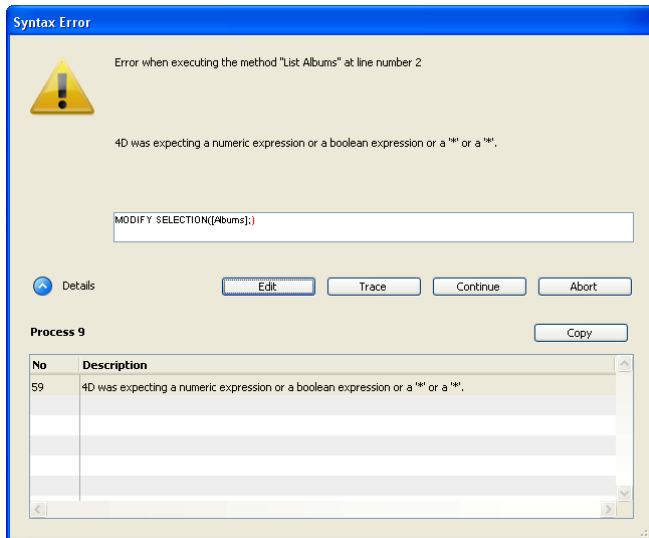 Syntax Error
Error when executing the method "List Albums" at line number 2
4D was expecting a numeric expression or a boolean expression or a '*' or a '*'.
MODIFY SELECTION([Albums];)
Details
Edit
Trace
Continue
Abort
Process 9
Copy
No Description
59 4D was expecting a numeric expression or a boolean expression or a '*' or a '*'.